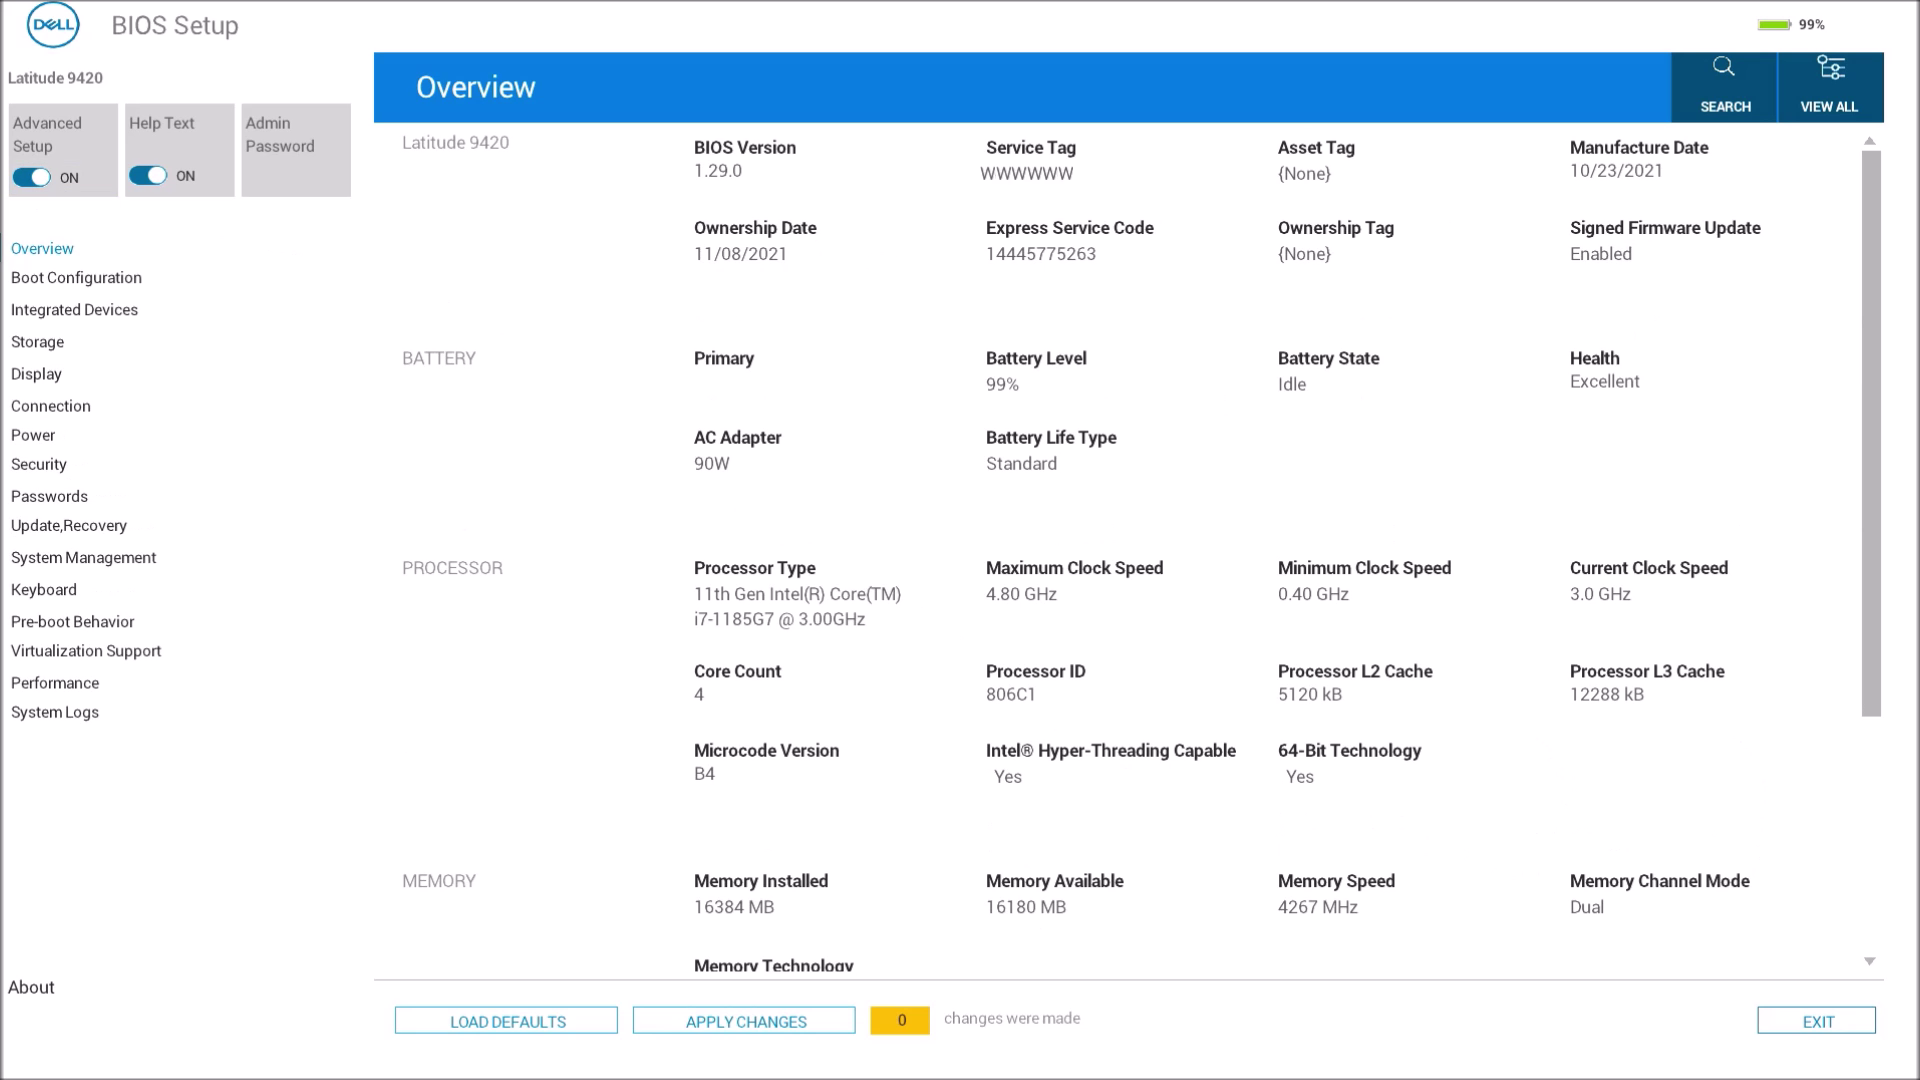 DELL
BIOS Setup
99%
Latitude 9420
Advanced Setup
ON
Help Text
ON
Admin Password
Overview
Boot Configuration
Integrated Devices
Storage
Display
Connection
Power
Security
Passwords
Update,Recovery
System Management
Keyboard
Pre-boot Behavior
Virtualization Support
Performance
System Logs
About
Overview
SEARCH
VIEW ALL
Latitude 9420
BIOS Version
1.29.0
Service Tag
WWWWWW
Asset Tag
{None}
Manufacture Date
10/23/2021
Ownership Date
11/08/2021
Express Service Code
14445775263
Ownership Tag
{None}
Signed Firmware Update
Enabled
BATTERY
Primary
Battery Level
99%
Battery State
Idle
Health
Excellent
AC Adapter
90W
Battery Life Type
Standard
PROCESSOR
Processor Type
11th Gen Intel(R) Core(TM)
i7-1185G7 @ 3.00GHz
Maximum Clock Speed
4.80 GHz
Minimum Clock Speed
0.40 GHz
Current Clock Speed
3.0 GHz
Core Count
4
Processor ID
806C1
Processor L2 Cache
5120 kB
Processor L3 Cache
12288 kB
Microcode Version
B4
Intel® Hyper-Threading Capable
Yes
64-Bit Technology
Yes
MEMORY
Memory Installed
16384 MB
Memory Available
16180 MB
Memory Speed
4267 MHz
Memory Channel Mode
Dual
Memory Technology
LOAD DEFAULTS
APPLY CHANGES
0
changes were made
EXIT